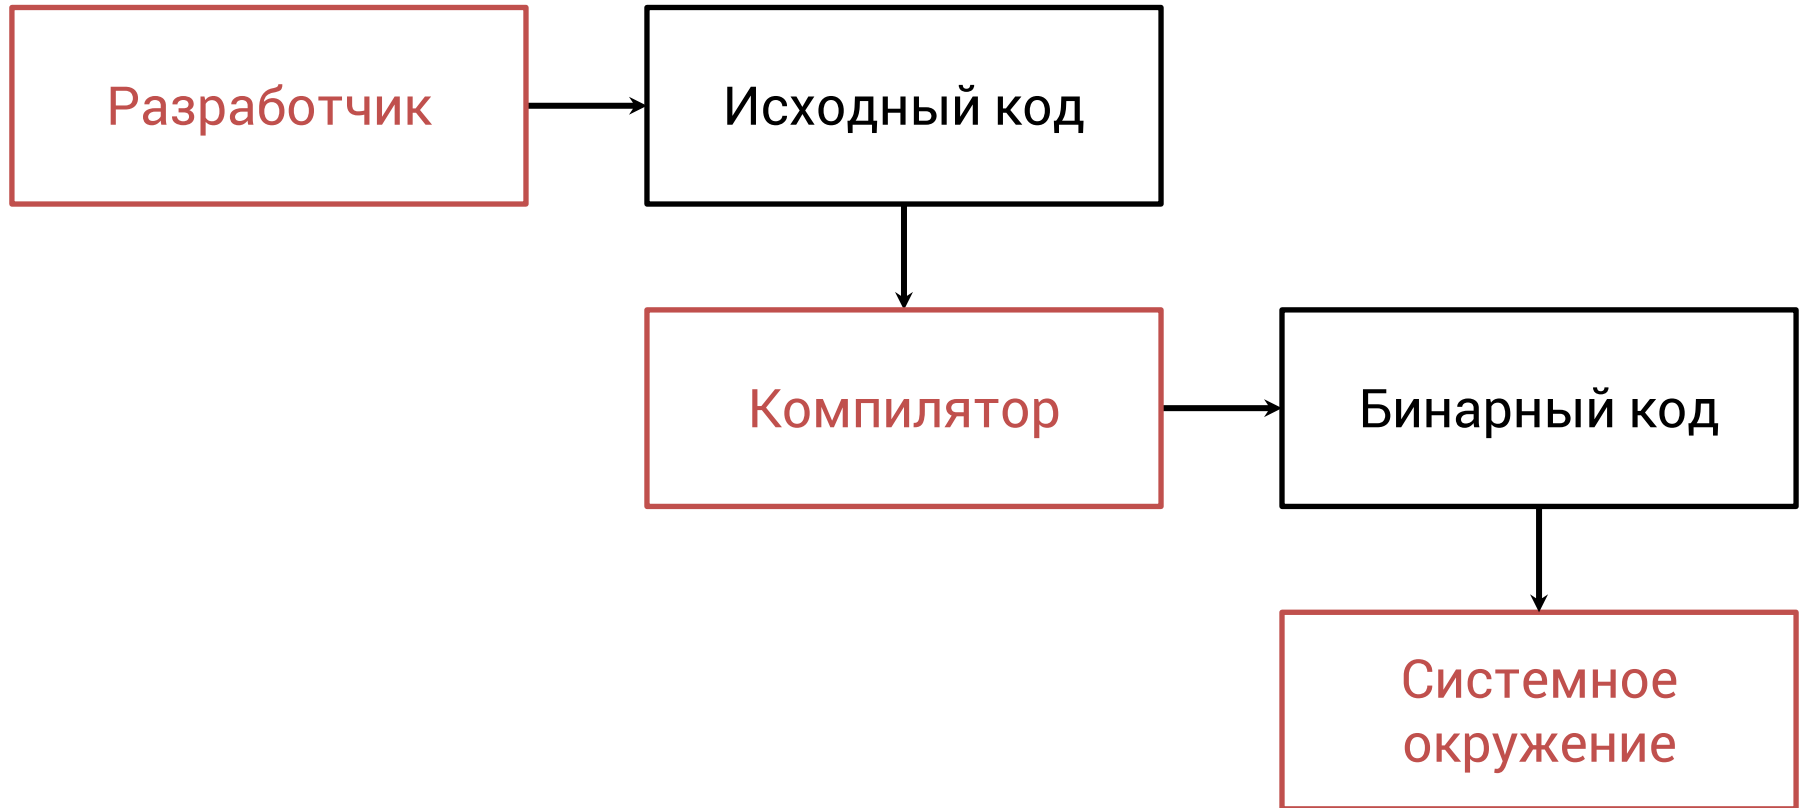 Разработчик
Исходный код
Компилятор
Бинарный код
Системное
окружение